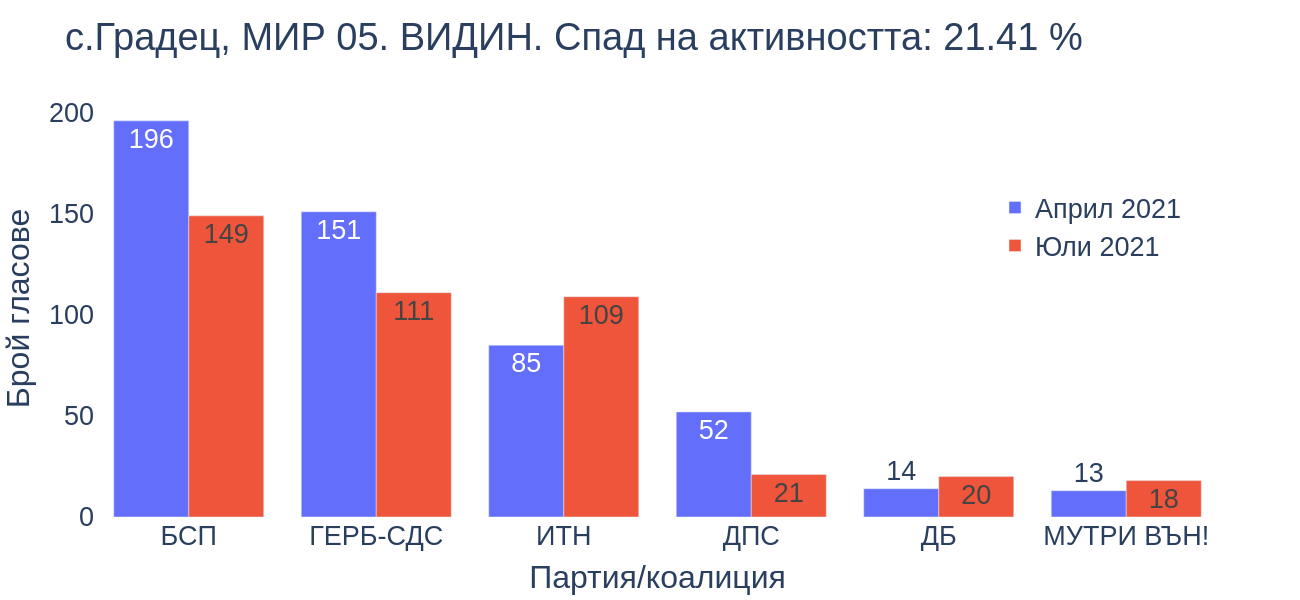 с.Градец, МИР 05. ВИДИН. Спад на активността: 21.41 %
Брой гласове
200
150
100
50
0
196
149
151
111
85
109
52
21
14
20
13
18
Април 2021
Юли 2021
БСП
ГЕРБ-СДС
ИТН
ДПС
ДБ
МУТРИ ВЪН!
Партия/коалиция